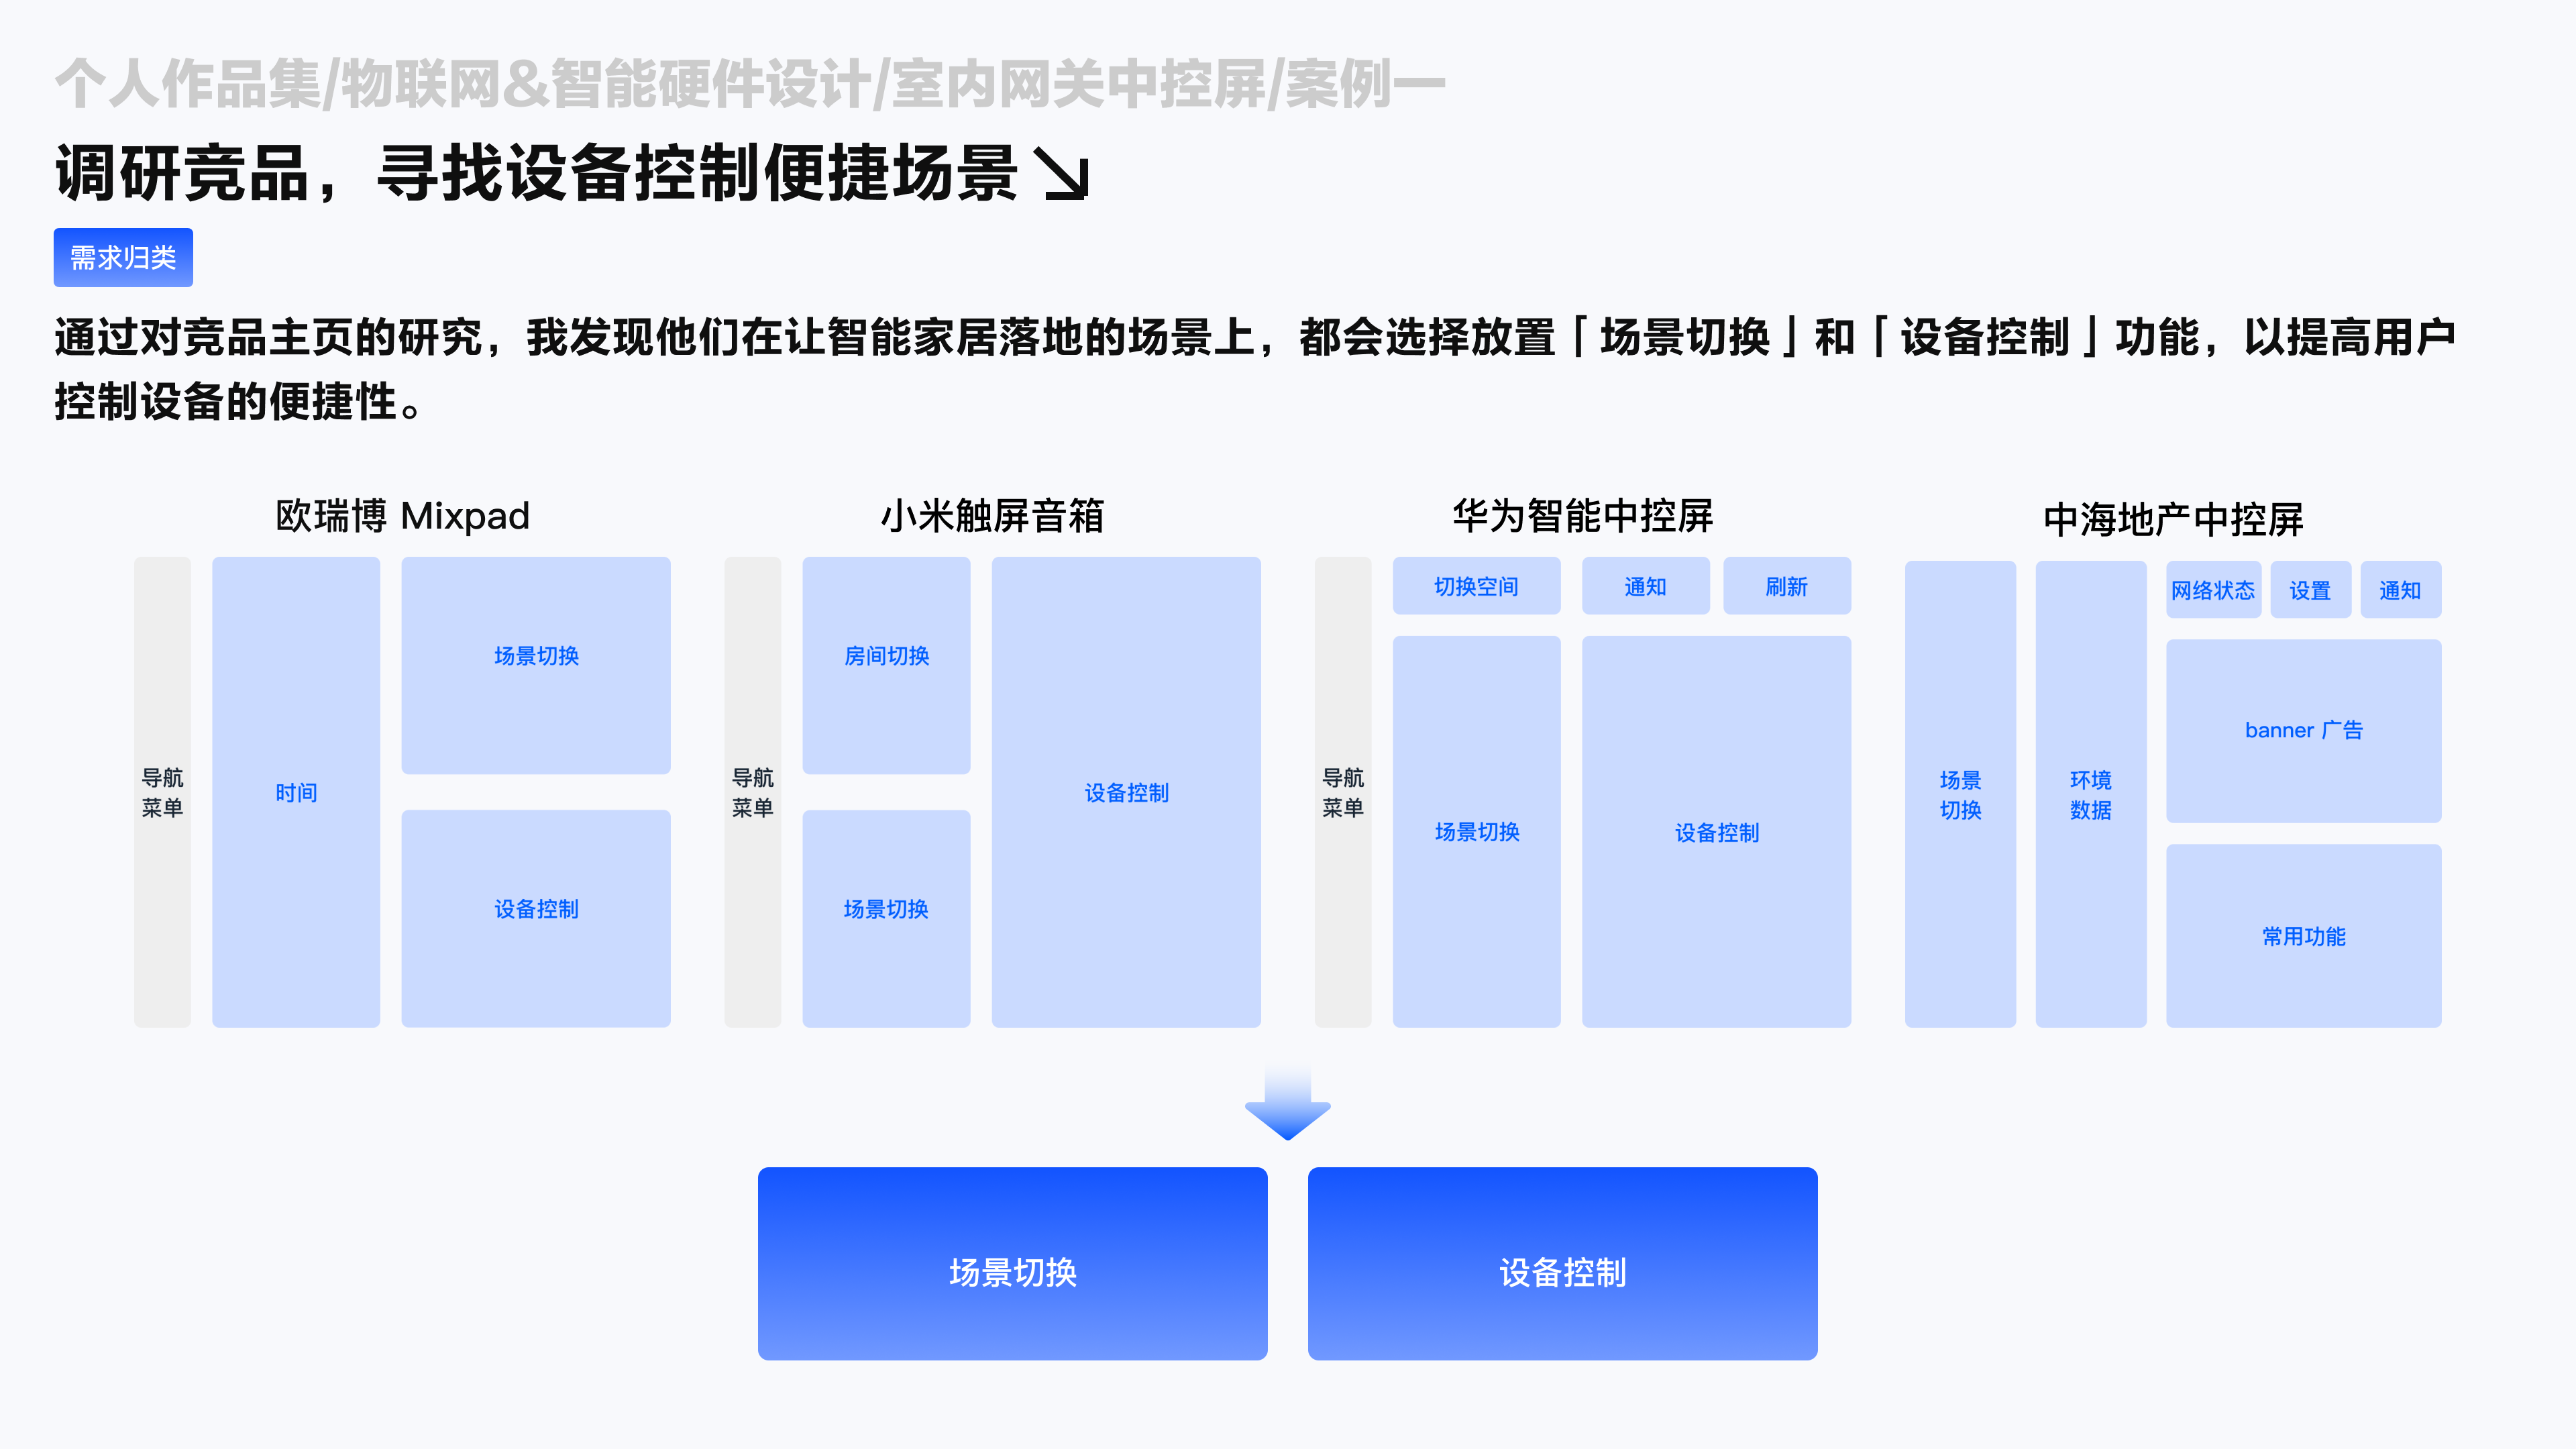 个人作品集/物联网&智能硬件设计/室内网关中控屏/案例一
调研竞品，寻找设备控制便捷场景↘
需求归类
通过对竞品主页的研究，我发现他们在让智能家居落地的场景上，都会选择放置「场景切换」和「设备控制」功能，以提高用户
控制设备的便捷性。
欧瑞博 Mixpad
导航
菜单
时间
场景切换
设备控制
小米触屏音箱
导航
菜单
房间切换
场景切换
设备控制
华为智能中控屏
导航
菜单
切换空间
通知
刷新
场景切换
设备控制
中海地产中控屏
场景
切换
环境
数据
网络状态
设置
通知
banner 广告
常用功能
场景切换
设备控制